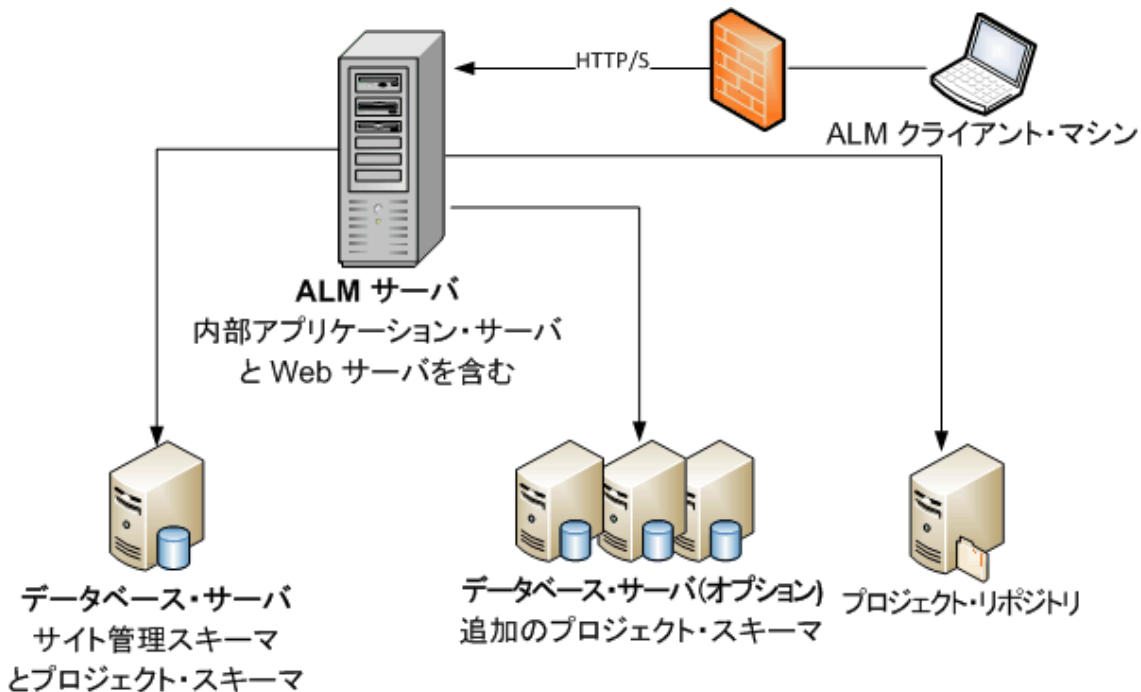 HTTP/S
ALM クライアント・マシン
ALM サーバ
内部アプリケーション・サーバ
と Web サーバを含む
データベース・サーバ
サイト管理スキーマ
とプロジェクト・スキーマ
データベース・サーバ(オプション)
追加のプロジェクト・スキーマ
プロジェクト・リポジトリ